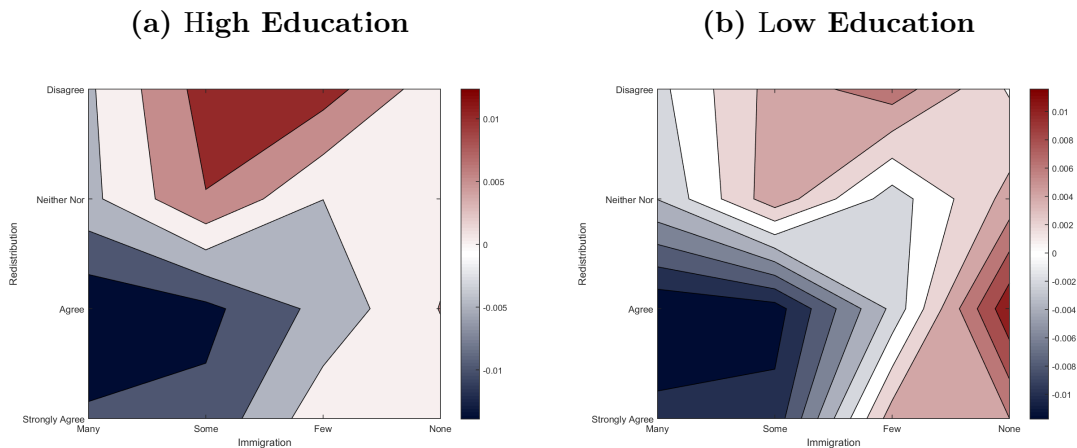 (a) High Education
Disagree
Neither Nor
Agree
Strongly Agree
Redistribution
Many
Some
Few
None
Immigration
0.01
0.005
0
-0.005
-0.01
(b) Low Education
Disagree
Neither Nor
Agree
Strongly Agree
Redistribution
Many
Some
Few
None
Immigration
0.01
0.008
0.006
0.004
0.002
0
-0.002
-0.004
-0.006
-0.008
-0.01